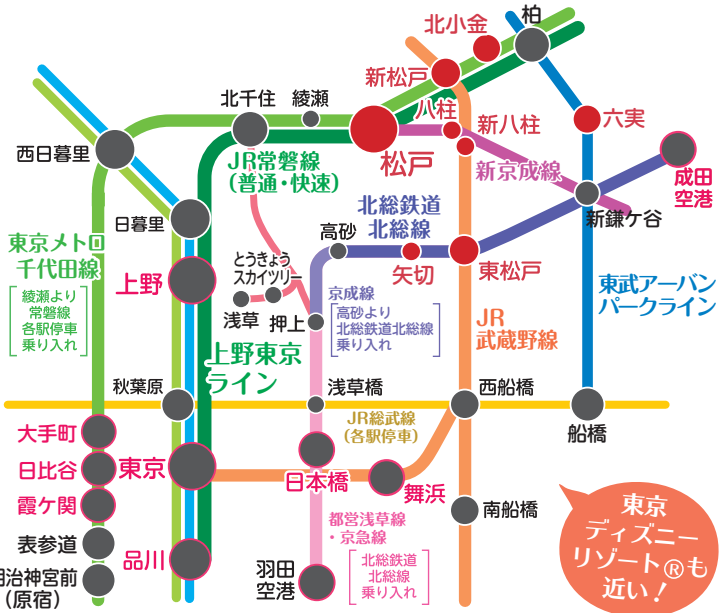 柏
北小金
新松戸
北千住
綾瀬
八柱
新八柱
六実
西日暮里
松戸
JR常磐線
(普通・快速)
新京成線
成田
空港
日暮里
北総鉄道
北総線
高砂
新鎌ケ谷
東京メトロ
千代田線
綾瀬より
常磐線
各駅停車
乗り入れ
上野
とうきょう
スカイツリー
矢切
東松戸
東武アーバン
パークライン
浅草
押上
京成線
高砂より
北総鉄道北総線
乗り入れ
JR
武蔵野線
上野東京
ライン
秋葉原
浅草橋
西船橋
JR総武線
(各駅停車)
船橋
大手町
日比谷
東京
日本橋
舞浜
霞ケ関
表参道
品川
都営浅草線
・京急線
南船橋
明治神宮前
(原宿)
羽田
空港
北総鉄道
北総線
乗り入れ
東京
ディズニー
リゾート®も
近い!